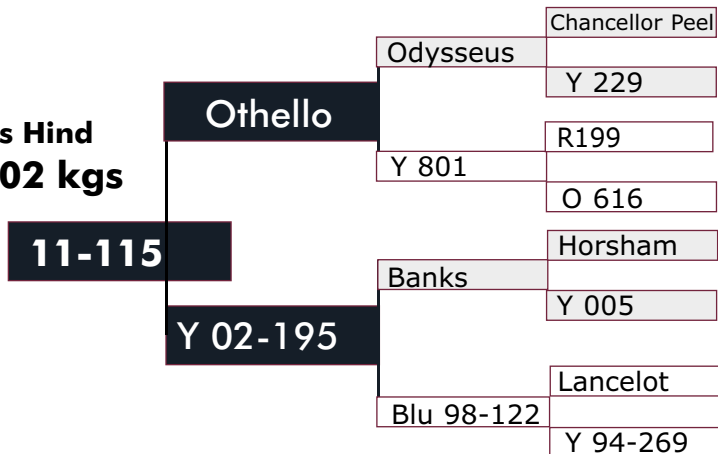 Chancellor Peel
Odysseus
Y 229
Othello
R199
s Hind
Y 801
02 kgs
O 616
11-115
Horsham
Banks
Y 005
Y 02-195
Lancelot
Blu 98-122
Y 94-269